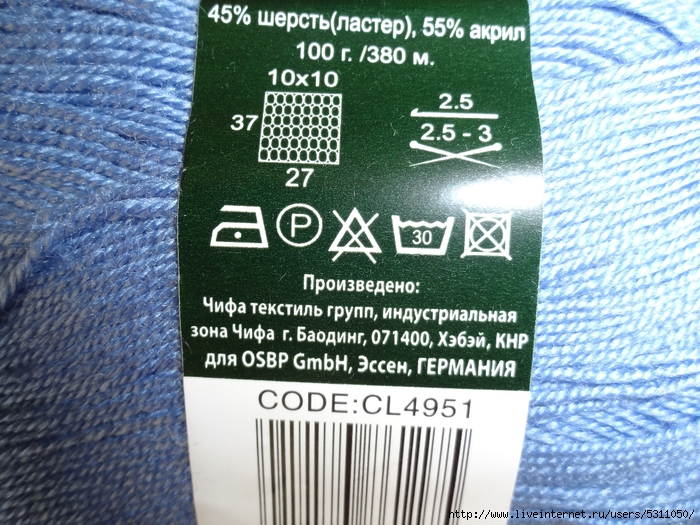 45% шерсть(ластер), 55% акрил
100 г. /380 м.
10x10
37
27
2.5
2.5 - 3
P
30
Произведено:
Чифа текстиль групп, индустриальная
зона Чифа г. Баодинг, 071400, Хэбэй, КНР
для OSBP GmbH, Эссен, ГЕРМАНИЯ
CODE:CL4951
http://www.liveinternet.ru/users/5311050/